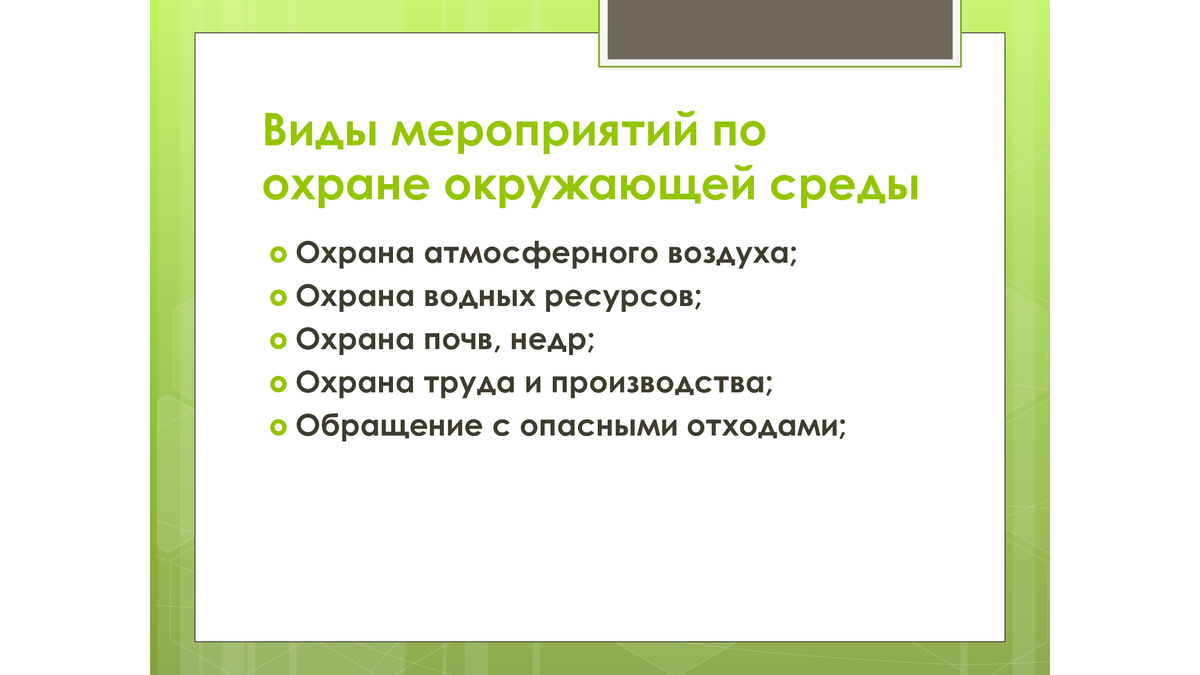 Виды мероприятий по
охране окружающей среды
Охрана атмосферного воздуха;
Охрана водных ресурсов;
Охрана почв, недр;
Охрана труда и производства;
Обращение с опасными отходами;